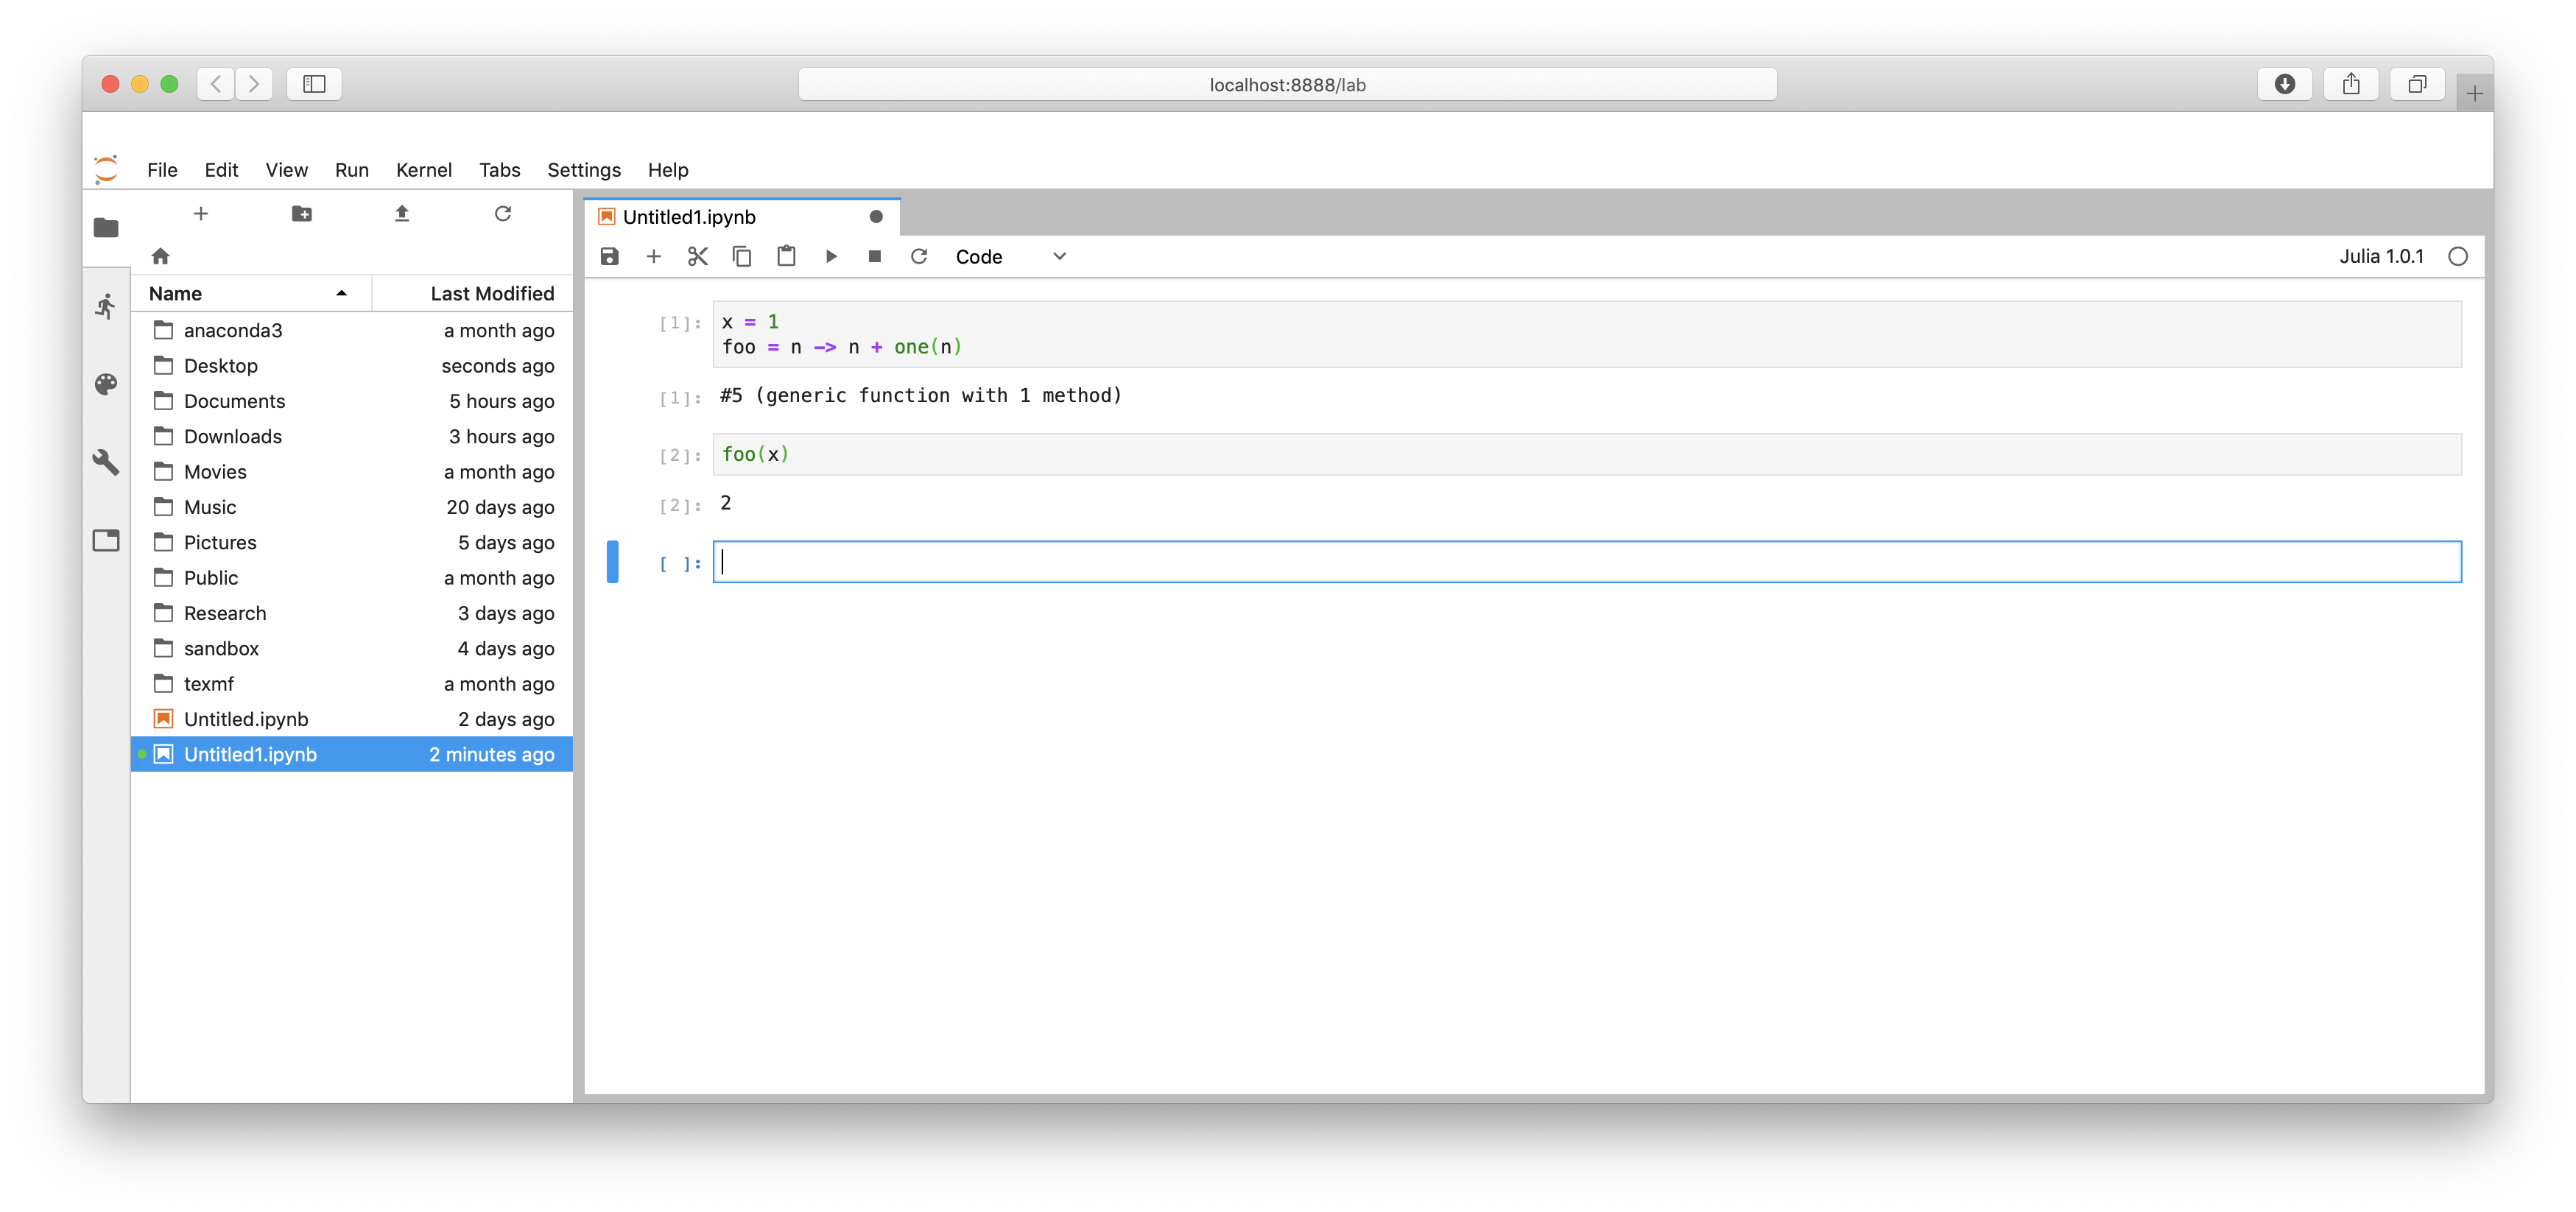 localhost:8888/lab
File Edit View Run Kernel Tabs Settings Help
Name Last Modified
anaconda3 a month ago
Desktop seconds ago
Documents 5 hours ago
Downloads 3 hours ago
Movies a month ago
Music 20 days ago
Pictures 5 days ago
Public a month ago
Research 3 days ago
sandbox 4 days ago
texmf a month ago
Untitled.ipynb 2 days ago
Untitled1.ipynb 2 minutes ago
Untitled1.ipynb
Code Julia 1.0.1
[1]: x = 1
foo = n -> n + one(n)
[1]: #5 (generic function with 1 method)
[2]: foo(x)
[2]: 2
[ ]: